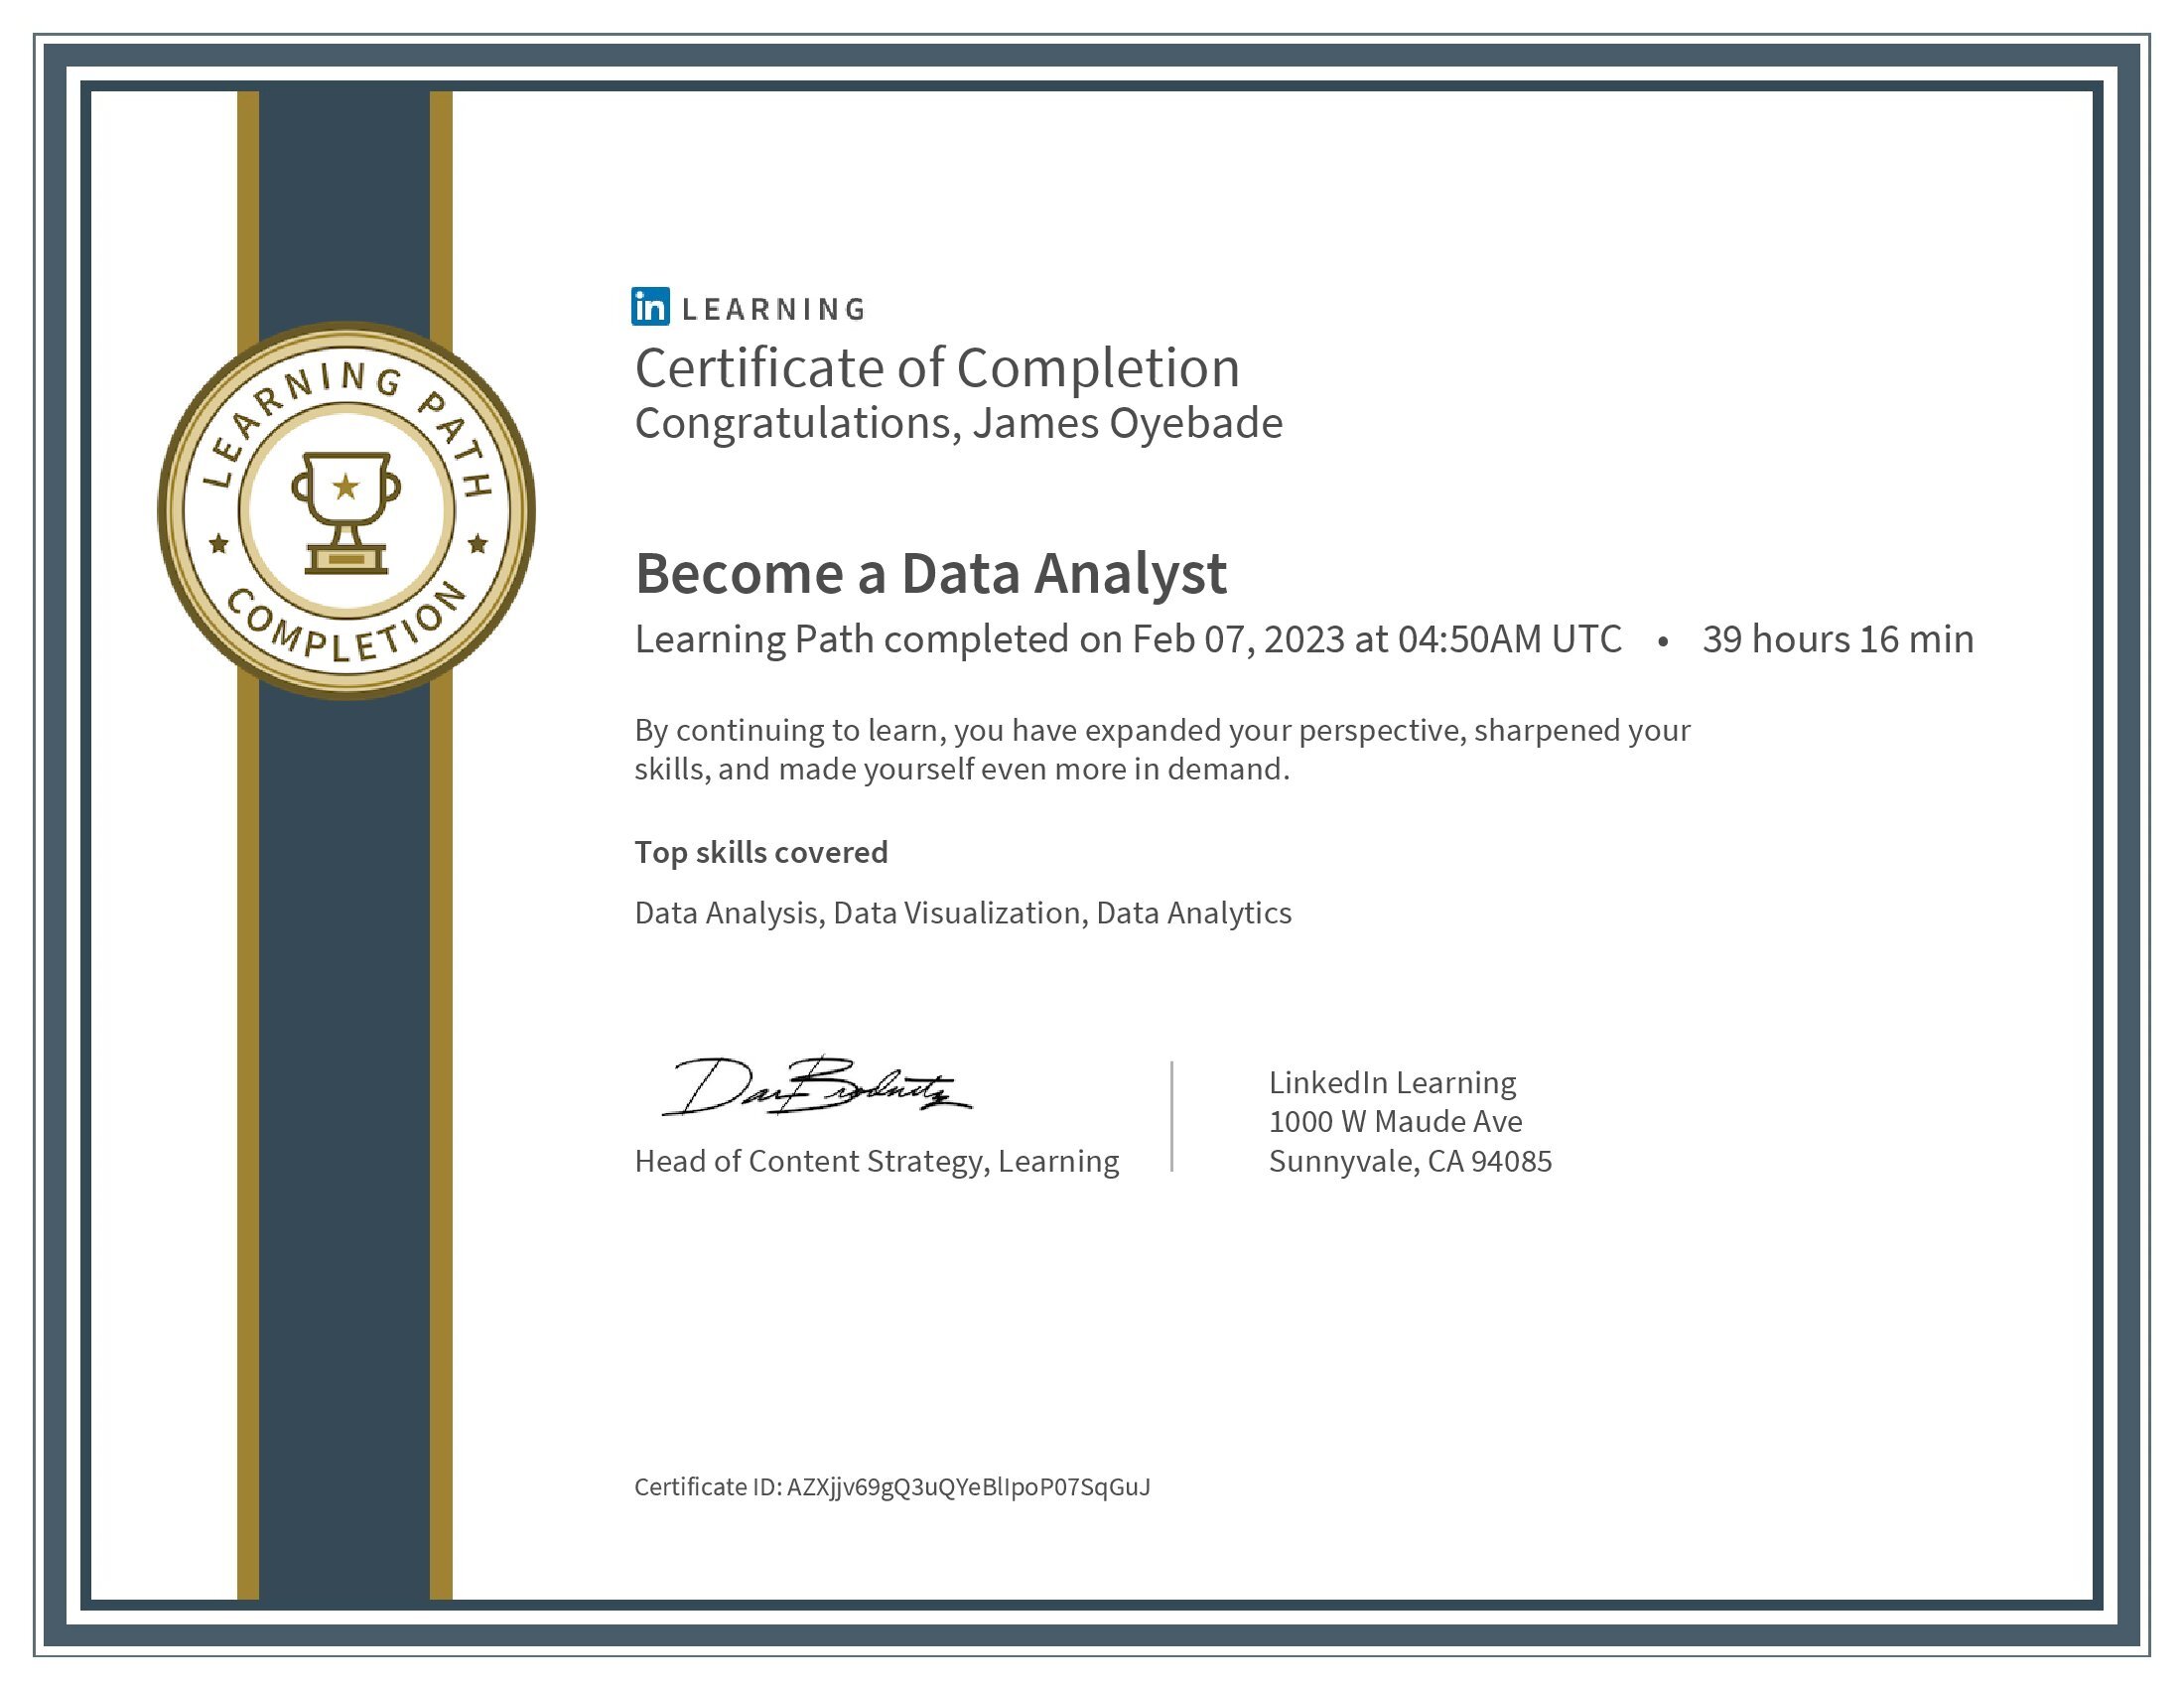 LEARNING PATH
COMPLETION
in LEARNING
Certificate of Completion
Congratulations, James Oyebade
Become a Data Analyst
Learning Path completed on Feb 07, 2023 at 04:50AM UTC • 39 hours 16 min
By continuing to learn, you have expanded your perspective, sharpened your
skills, and made yourself even more in demand.
Top skills covered
Data Analysis, Data Visualization, Data Analytics
Dan Brodnitz
Head of Content Strategy, Learning
LinkedIn Learning
1000 W Maude Ave
Sunnyvale, CA 94085
Certificate ID: AZXjjv69gQ3uQYeBlIpoP07SqGuJ